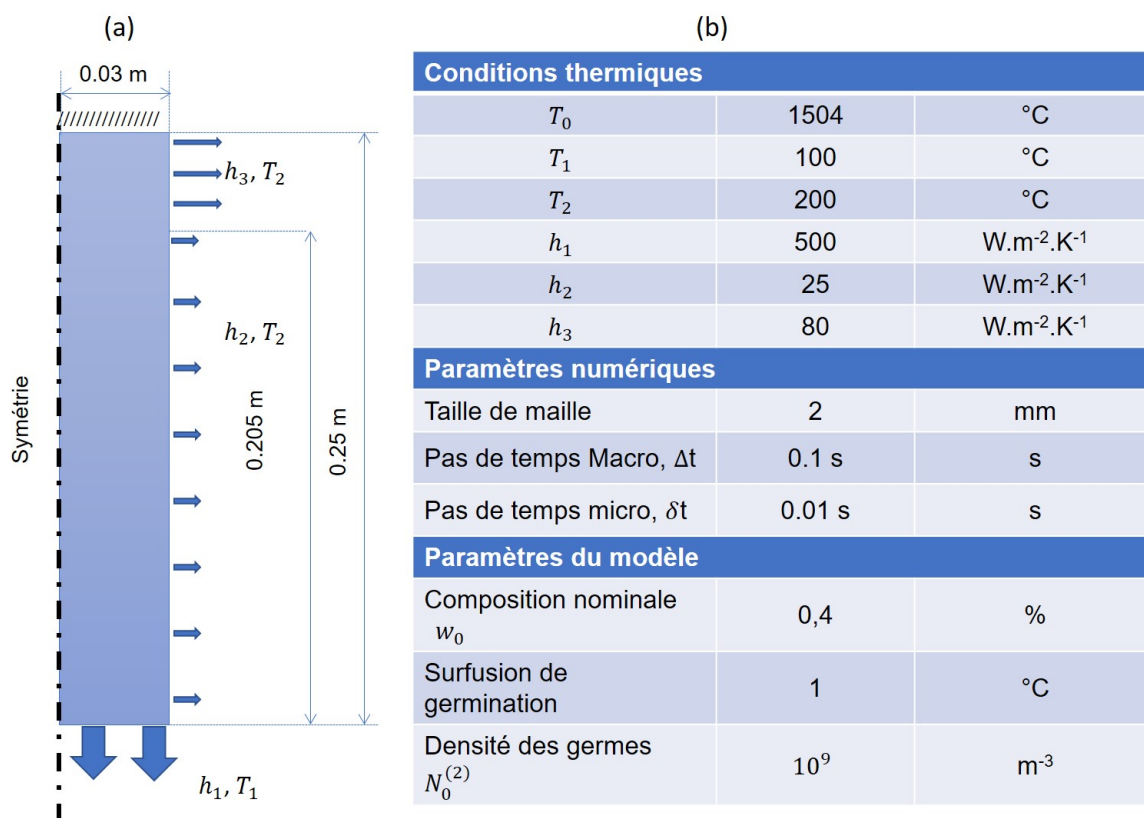 (a)
0.03 m
h₃, T₂
h₂, T₂
Symétrie
0.205 m
0.25 m
h₁, T₁
(b)
Conditions thermiques
T₀ 1504 °C
T₁ 100 °C
T₂ 200 °C
h₁ 500 W.m⁻².K⁻¹
h₂ 25 W.m⁻².K⁻¹
h₃ 80 W.m⁻².K⁻¹
Paramètres numériques
Taille de maille 2 mm
Pas de temps Macro, Δt 0.1 s s
Pas de temps micro, δt 0.01 s s
Paramètres du modèle
Composition nominale
w₀ 0,4 %
Surfusion de
germination 1 °C
Densité des germes
N₀⁽²⁾ 10⁹ m⁻³